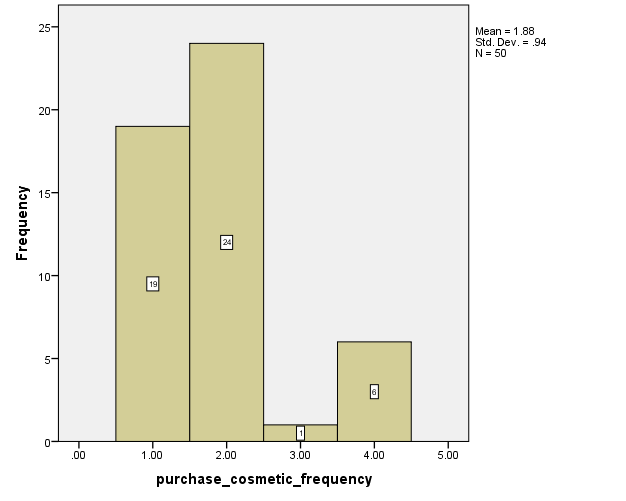 Mean = 1.88
Std. Dev. = .94
N = 50
Frequency
25
20
15
10
5
0
19
24
1
6
.00 1.00 2.00 3.00 4.00 5.00
purchase_cosmetic_frequency